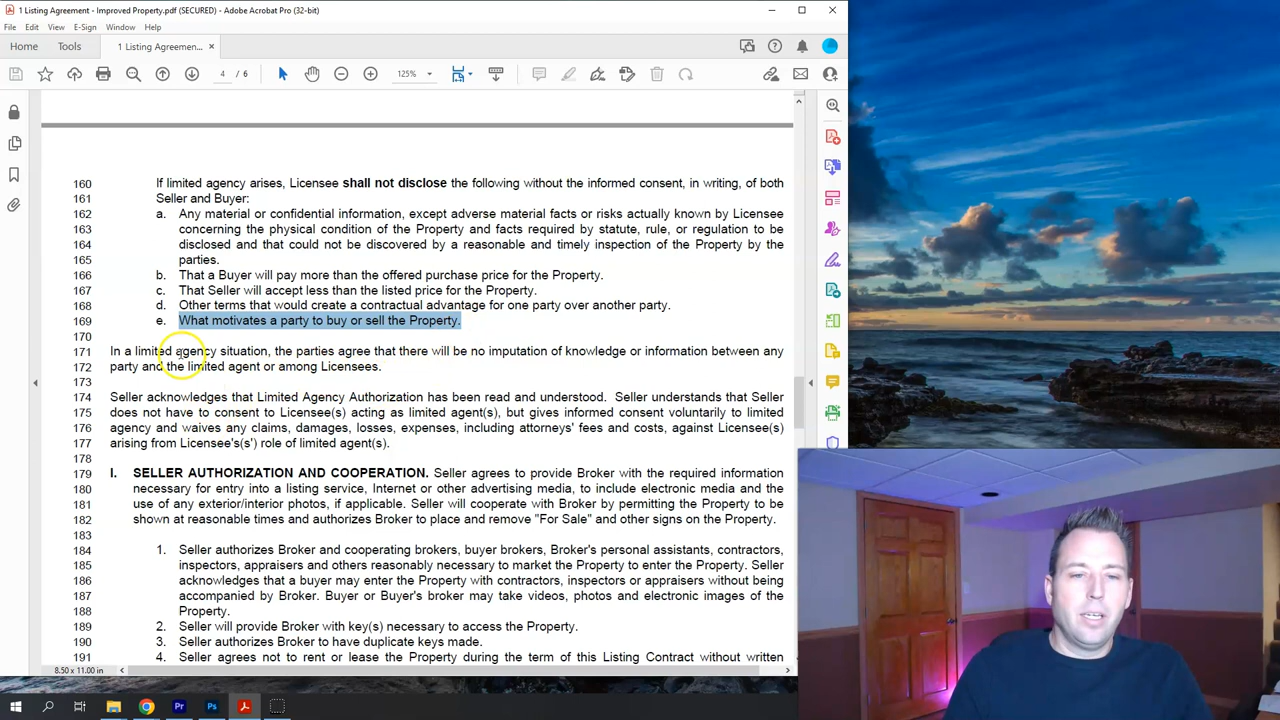 1 Listing Agreement - Improved Property.pdf (SECURED) - Adobe Acrobat Pro (32-bit)
File Edit View E-Sign Window Help
Home Tools 1 Listing Agreemen... ×
4 / 6 125%
160 If limited agency arises, Licensee shall not disclose the following without the informed consent, in writing, of both
161 Seller and Buyer:
162 a. Any material or confidential information, except adverse material facts or risks actually known by Licensee
163 concerning the physical condition of the Property and facts required by statute, rule, or regulation to be
164 disclosed and that could not be discovered by a reasonable and timely inspection of the Property by the
165 parties.
166 b. That a Buyer will pay more than the offered purchase price for the Property.
167 c. That Seller will accept less than the listed price for the Property.
168 d. Other terms that would create a contractual advantage for one party over another party.
169 e. What motivates a party to buy or sell the Property.
170
171 In a limited agency situation, the parties agree that there will be no imputation of knowledge or information between any
172 party and the limited agent or among Licensees.
173
174 Seller acknowledges that Limited Agency Authorization has been read and understood. Seller understands that Seller
175 does not have to consent to Licensee(s) acting as limited agent(s), but gives informed consent voluntarily to limited
176 agency and waives any claims, damages, losses, expenses, including attorneys' fees and costs, against Licensee(s)
177 arising from Licensee's(s') role of limited agent(s).
178
179 I. SELLER AUTHORIZATION AND COOPERATION. Seller agrees to provide Broker with the required information
180 necessary for entry into a listing service, Internet or other advertising media, to include electronic media and the
181 use of any exterior/interior photos, if applicable. Seller will cooperate with Broker by permitting the Property to be
182 shown at reasonable times and authorizes Broker to place and remove "For Sale" and other signs on the Property.
183
184 1. Seller authorizes Broker and cooperating brokers, buyer brokers, Broker's personal assistants, contractors,
185 inspectors, appraisers and others reasonably necessary to market the Property to enter the Property. Seller
186 acknowledges that a buyer may enter the Property with contractors, inspectors or appraisers without being
187 accompanied by Broker. Buyer or Buyer's broker may take videos, photos and electronic images of the
188 Property.
189 2. Seller will provide Broker with key(s) necessary to access the Property.
190 3. Seller authorizes Broker to have duplicate keys made.
191 4. Seller agrees not to rent or lease the Property during the term of this Listing Contract without written
8.50 x 11.00 in